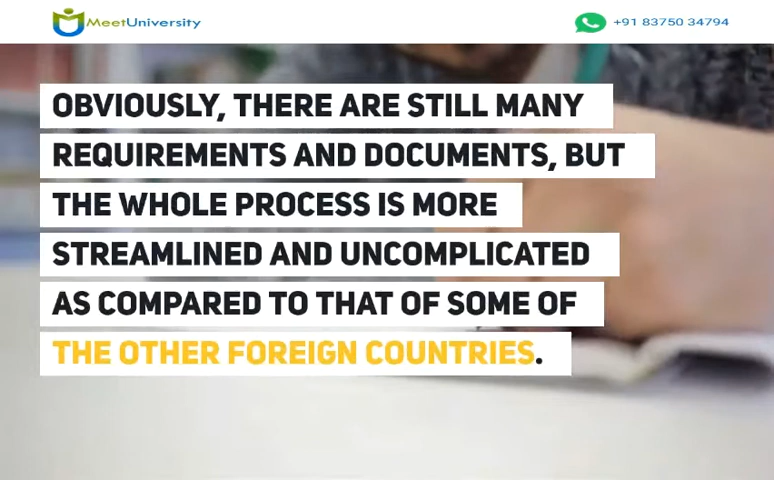 MeetUniversity
+91 83750 34794
OBVIOUSLY, THERE ARE STILL MANY
REQUIREMENTS AND DOCUMENTS, BUT
THE WHOLE PROCESS IS MORE
STREAMLINED AND UNCOMPLICATED
AS COMPARED TO THAT OF SOME OF
THE OTHER FOREIGN COUNTRIES.